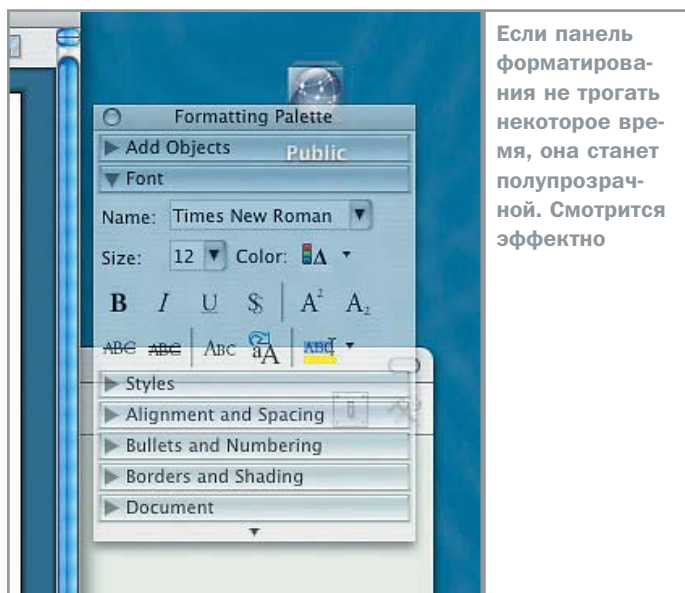 Formatting Palette
Add Objects
Public
Font
Name: Times New Roman
Size: 12 Color:
B I U S A² A₂
ABC ABC ABC aA ABC
Styles
Alignment and Spacing
Bullets and Numbering
Borders and Shading
Document
Если панель
форматирова-
ния не трогать
некоторое вре-
мя, она станет
полупрозрач-
ной. Смотрится
эффектно